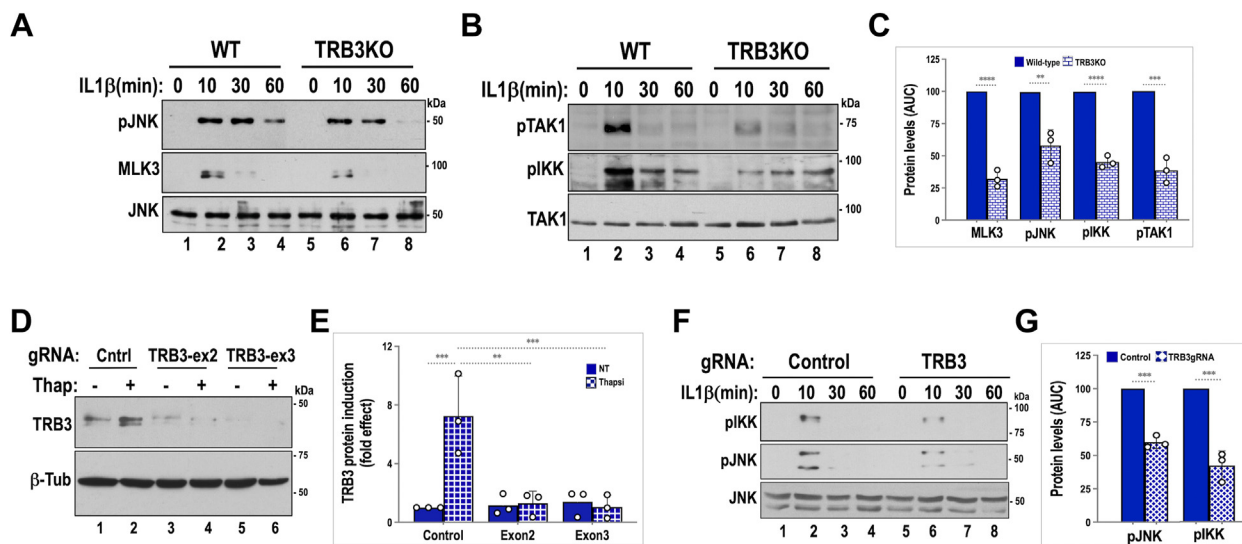 A
WT TRB3KO
IL1β(min): 0 10 30 60 0 10 30 60
kDa
pJNK - 50
MLK3 - 100
JNK - 50
1 2 3 4 5 6 7 8
B
WT TRB3KO
IL1β(min): 0 10 30 60 0 10 30 60
kDa
pTAK1 - 75
pIKK - 100
TAK1 - 100
1 2 3 4 5 6 7 8
C
Wild-type TRB3KO
Protein levels (AUC)
125
100
75
50
25
0
**** ** **** ***
MLK3 pJNK pIKK pTAK1
D
gRNA: Cntrl TRB3-ex2 TRB3-ex3
Thap: - + - + - +
kDa
- 50
TRB3
- 37
- 75
β-Tub
- 50
1 2 3 4 5 6
E
TRB3 protein induction
(fold effect)
12
8
4
0
***
*** **
NT
Thapsi
Control Exon2 Exon3
F
gRNA: Control TRB3
IL1β(min): 0 10 30 60 0 10 30 60
kDa
- 100
pIKK
- 75
pJNK - 50
JNK - 50
1 2 3 4 5 6 7 8
G
Control TRB3gRNA
Protein levels (AUC)
125
100
75
50
25
0
*** ***
pJNK pIKK